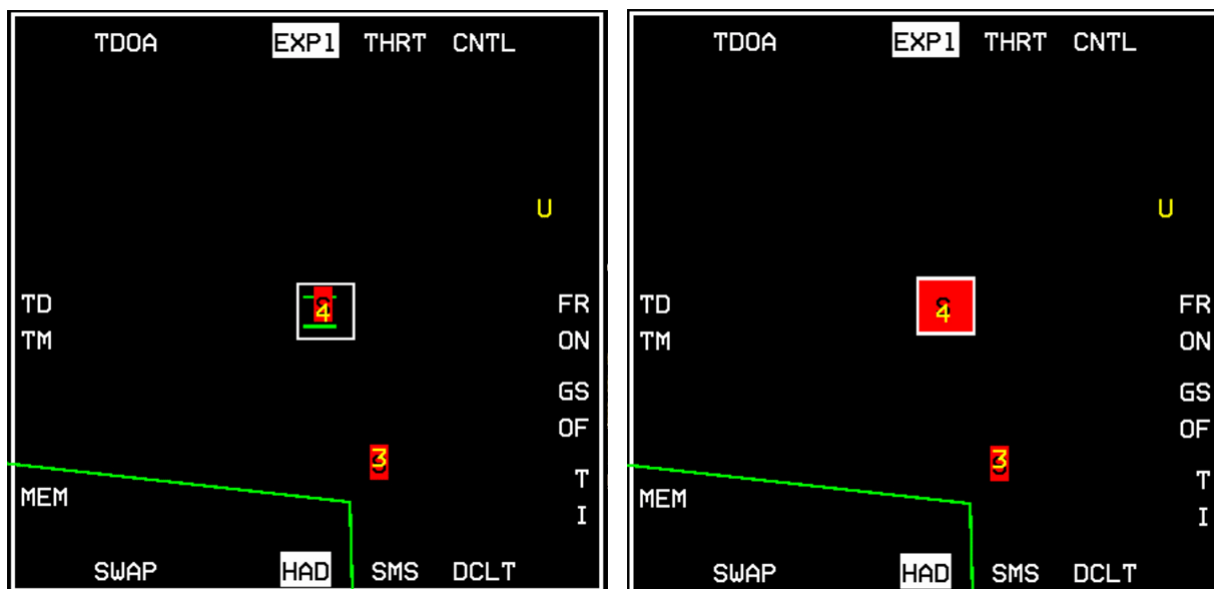 TDOA EXP1 THRT CNTL
U
TD FR
4
TM ON
GS
OF
3
T
MEM
I
SWAP HAD SMS DCLT
TDOA EXP1 THRT CNTL
U
TD FR
4
TM ON
GS
OF
3
T
MEM
I
SWAP HAD SMS DCLT